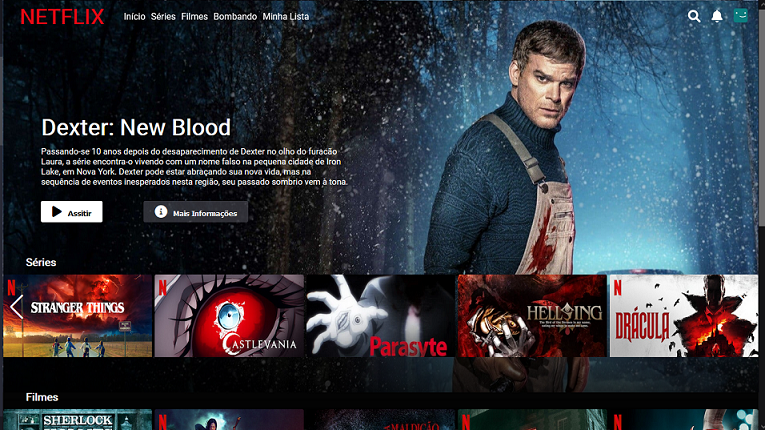 NETFLIX
Início Séries Filmes Bombando Minha Lista
Dexter: New Blood
Passando-se 10 anos depois do desaparecimento de Dexter no olho do furacão
Laura, a série encontra-o vivendo com um nome falso na pequena cidade de Iron
Lake, em Nova York. Dexter pode estar abraçando sua nova vida, mas na
sequência de eventos inesperados nesta região, seu passado sombrio vem à tona.
Assitir
Mais Informações
Séries
N
STRANGER THINGS
N
CASTLEVANIA
Parasyte
HELLSING
N
DRÁCULA
Filmes
SHERLOCK
N
MALDIÇÃO
N
N